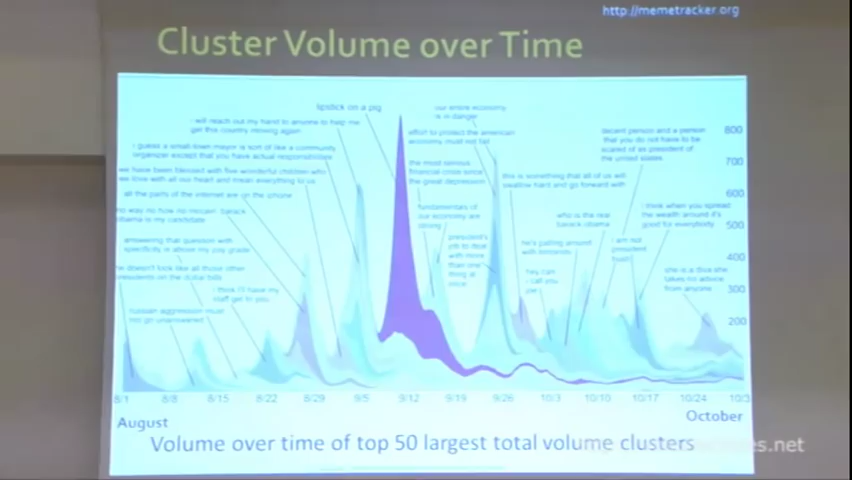 http://memetracker.org
Cluster Volume over Time
lipstick on a pig
our entire economy
is in danger
i will reach out my hand to anyone to help me
get this country moving again
effort to protect the american
economy must not fail
decent person and a person
that you do not have to be
scared of as president of
the united states
800
i guess a small-town mayor is sort of like a community
organizer except that you have actual responsibilities
the most serious
financial crisis since
the great depression
700
we have been blessed with five wonderful children who
we love with all our heart and mean everything to us
this is something that all of us will
swallow hard and go forward with
all the parts of the internet are on the iphone
600
fundamentals of
our economy are
strong
i think when you spread
the wealth around it's
good for everybody
no way no how no mccain barack
obama is my candidate
who is the real
barack obama
500
president's
job to deal
with more
than one
thing at
once
he's palling around
with terrorists
i am not
president
bush
answering that question with
specificity is above my pay grade
400
he doesn't look like all those other
presidents on the dollar bills
hey can
i call you
joe
she is a diva she
takes no advice
from anyone
i think i'll have my
staff get to you
300
russian aggression must
not go unanswered
200
8/1 8/8 8/15 8/22 8/29 9/5 9/12 9/19 9/26 10/3 10/10 10/17 10/24 10/3
August October
Volume over time of top 50 largest total volume clusters
es.net